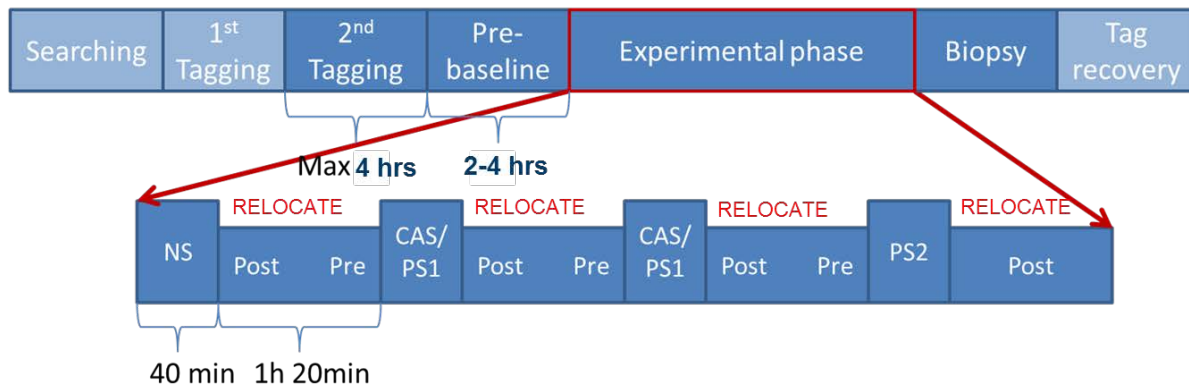 Searching
1st
Tagging
2nd
Tagging
Pre-
baseline
Experimental phase
Biopsy
Tag
recovery
Max 4 hrs
2-4 hrs
RELOCATE
RELOCATE
RELOCATE
RELOCATE
NS
Post Pre
CAS/
PS1
Post Pre
CAS/
PS1
Post Pre
PS2
Post
40 min
1h 20min